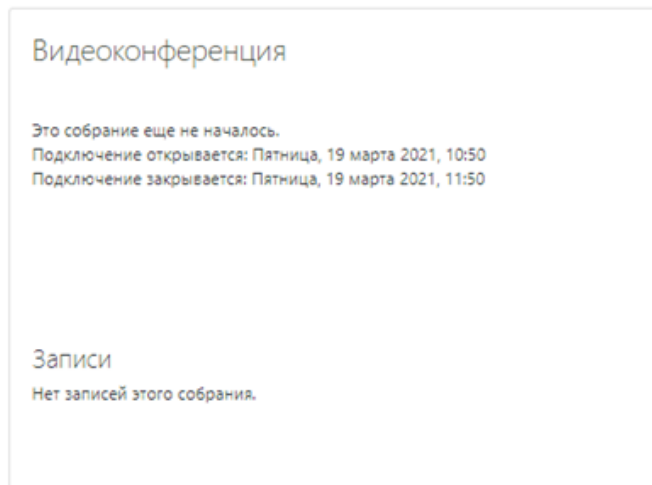 Видеоконференция
Это собрание еще не началось.
Подключение открывается: Пятница, 19 марта 2021, 10:50
Подключение закрывается: Пятница, 19 марта 2021, 11:50
Записи
Нет записей этого собрания.